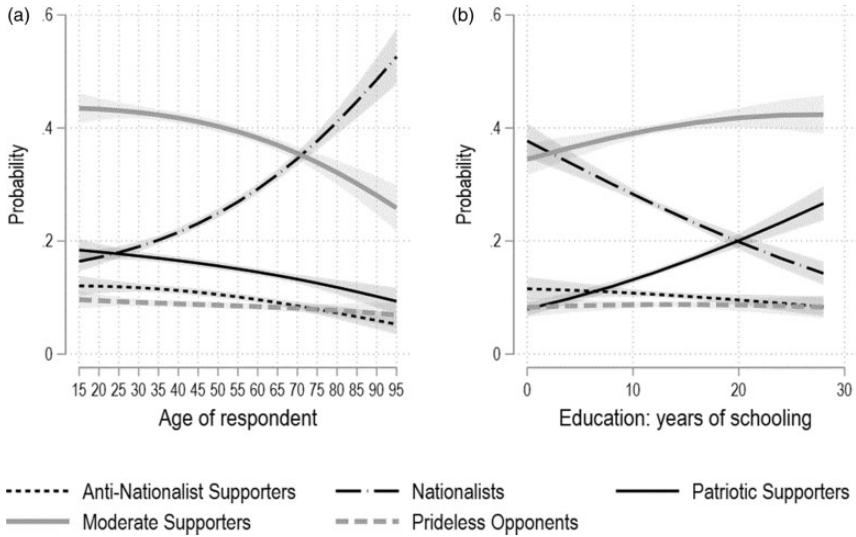 (a)
.6
.4
.2
0
Probability
15 20 25 30 35 40 45 50 55 60 65 70 75 80 85 90 95
Age of respondent
(b)
.6
.4
.2
0
Probability
0 10 20 30
Education: years of schooling
Anti-Nationalist Supporters Nationalists Patriotic Supporters
Moderate Supporters Prideless Opponents